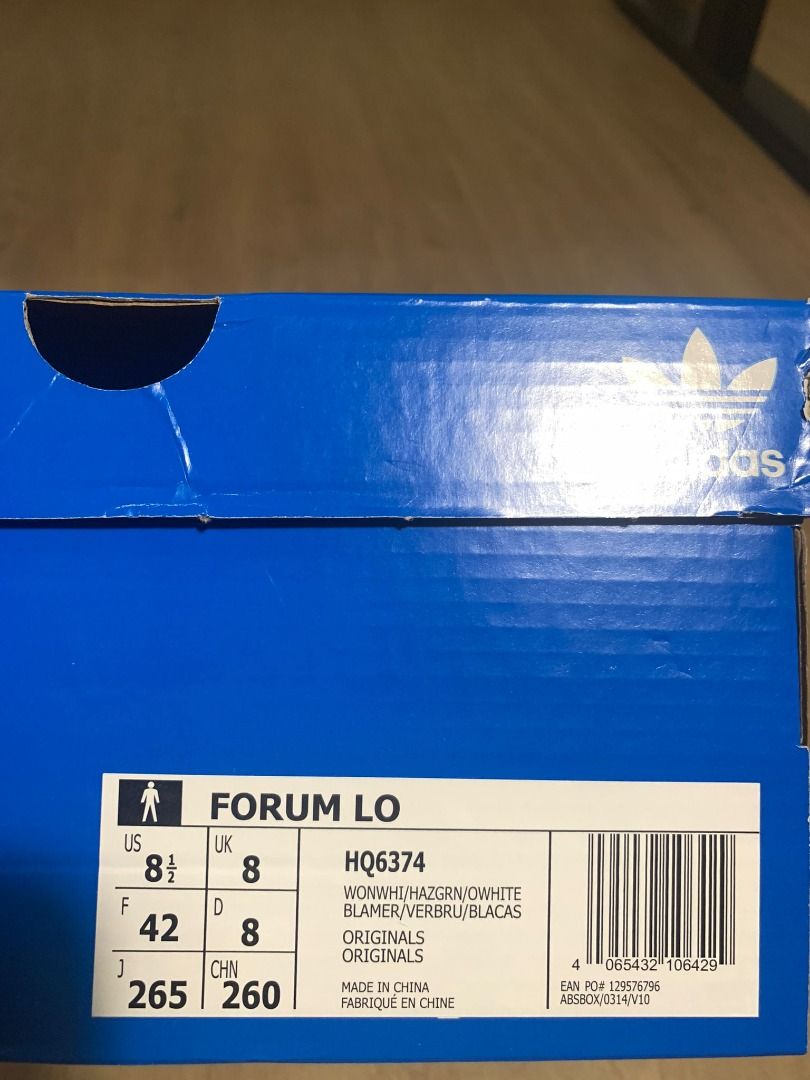 adidas
FORUM LO
US
8½
UK
8
F
42
D
8
J
265
CHN
260
HQ6374
WONWHI/HAZGRN/OWHITE
BLAMER/VERBRU/BLACAS
ORIGINALS
ORIGINALS
MADE IN CHINA
FABRIQUÉ EN CHINE
4 065432 106429
EAN PO# 129576796
ABSBOX/0314/V10